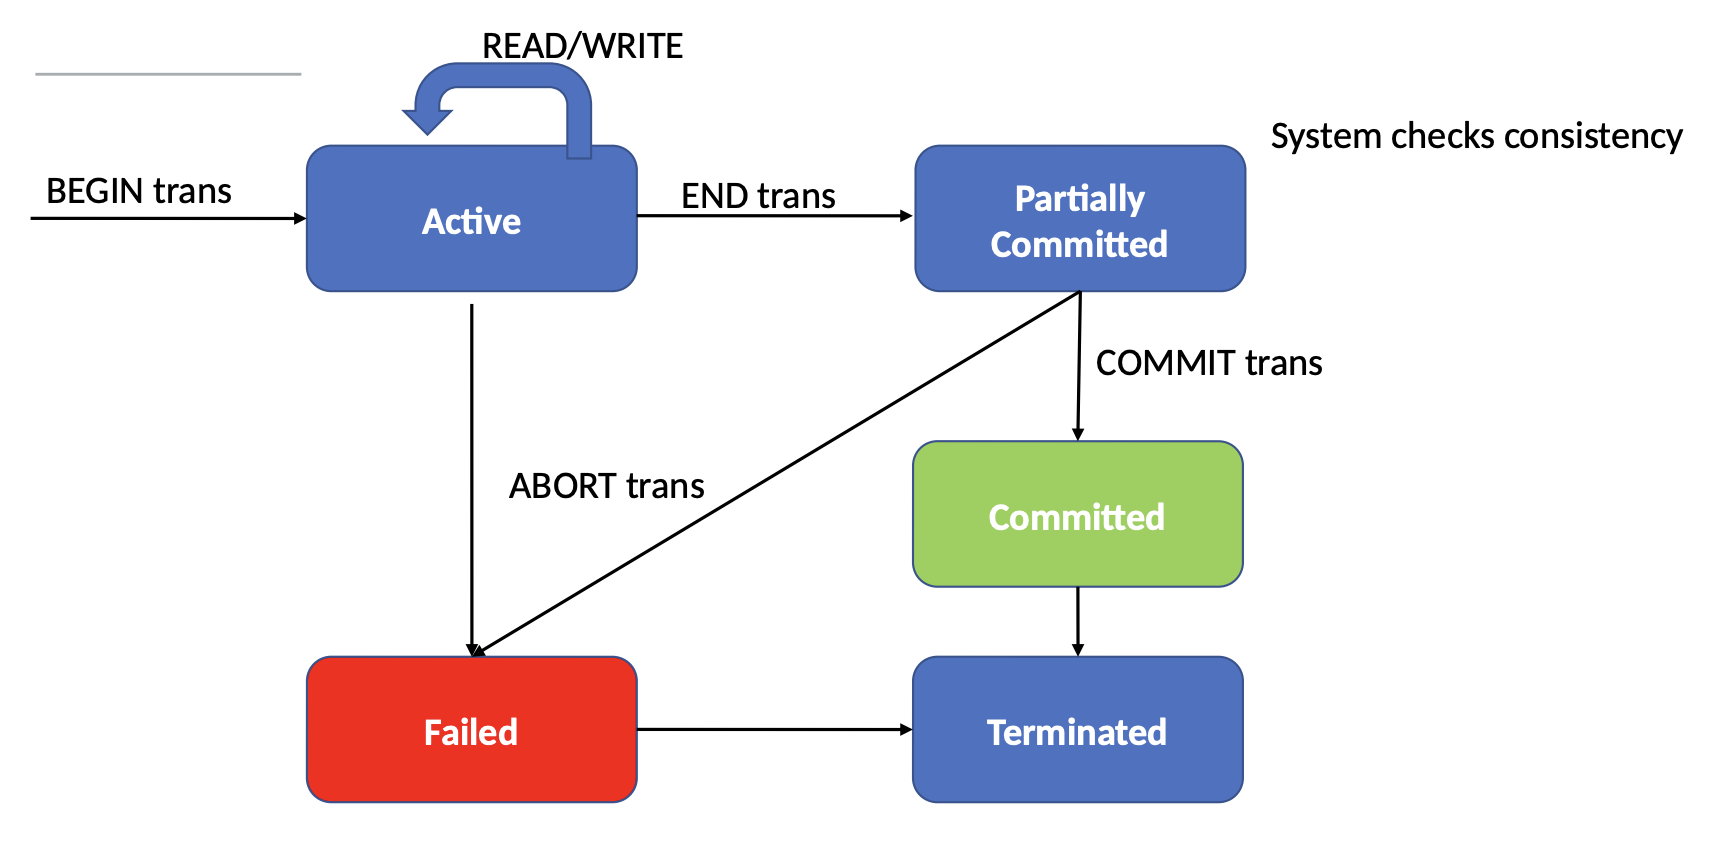 READ/WRITE
System checks consistency
BEGIN trans
Active
END trans
Partially
Committed
COMMIT trans
ABORT trans
Committed
Failed
Terminated